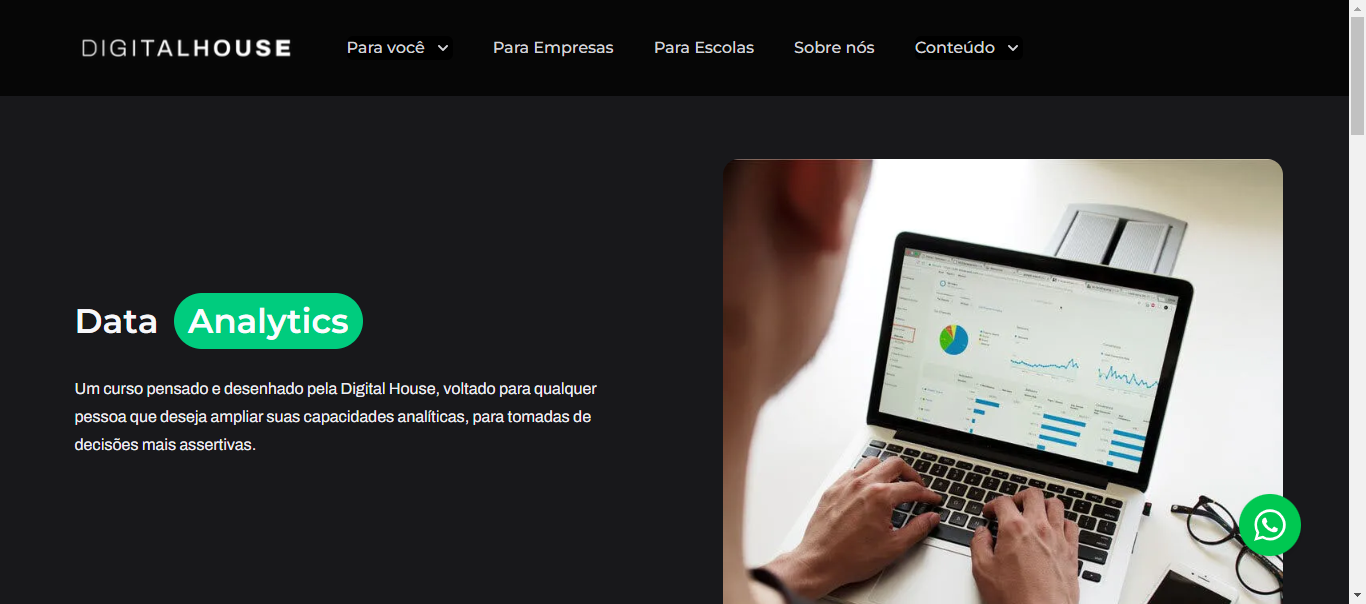 DIGITALHOUSE
Para você
Para Empresas
Para Escolas
Sobre nós
Conteúdo
Data Analytics
Um curso pensado e desenhado pela Digital House, voltado para qualquer
pessoa que deseja ampliar suas capacidades analíticas, para tomadas de
decisões mais assertivas.